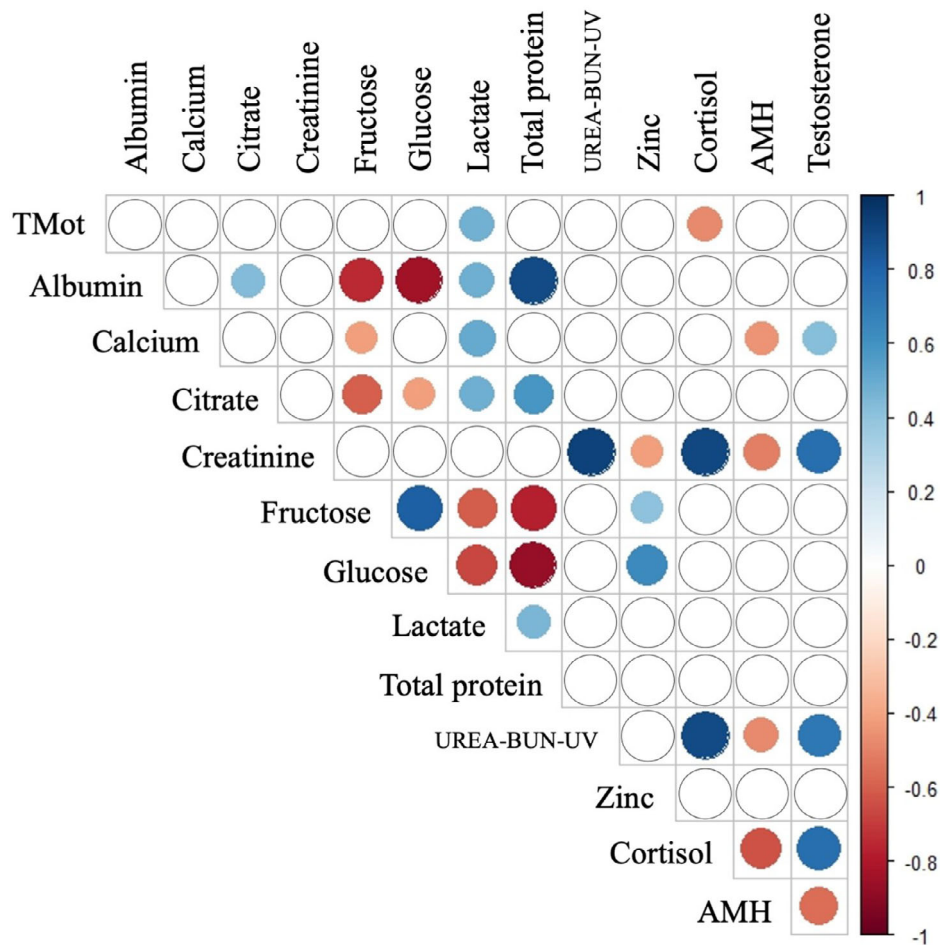 Albumin
Calcium
Citrate
Creatinine
Fructose
Glucose
Lactate
Total protein
UREA-BUN-UV
Zinc
Cortisol
AMH
Testosterone
TMot
Albumin
Calcium
Citrate
Creatinine
Fructose
Glucose
Lactate
Total protein
UREA-BUN-UV
Zinc
Cortisol
AMH
1
0.8
0.6
0.4
0.2
0
-0.2
-0.4
-0.6
-0.8
-1